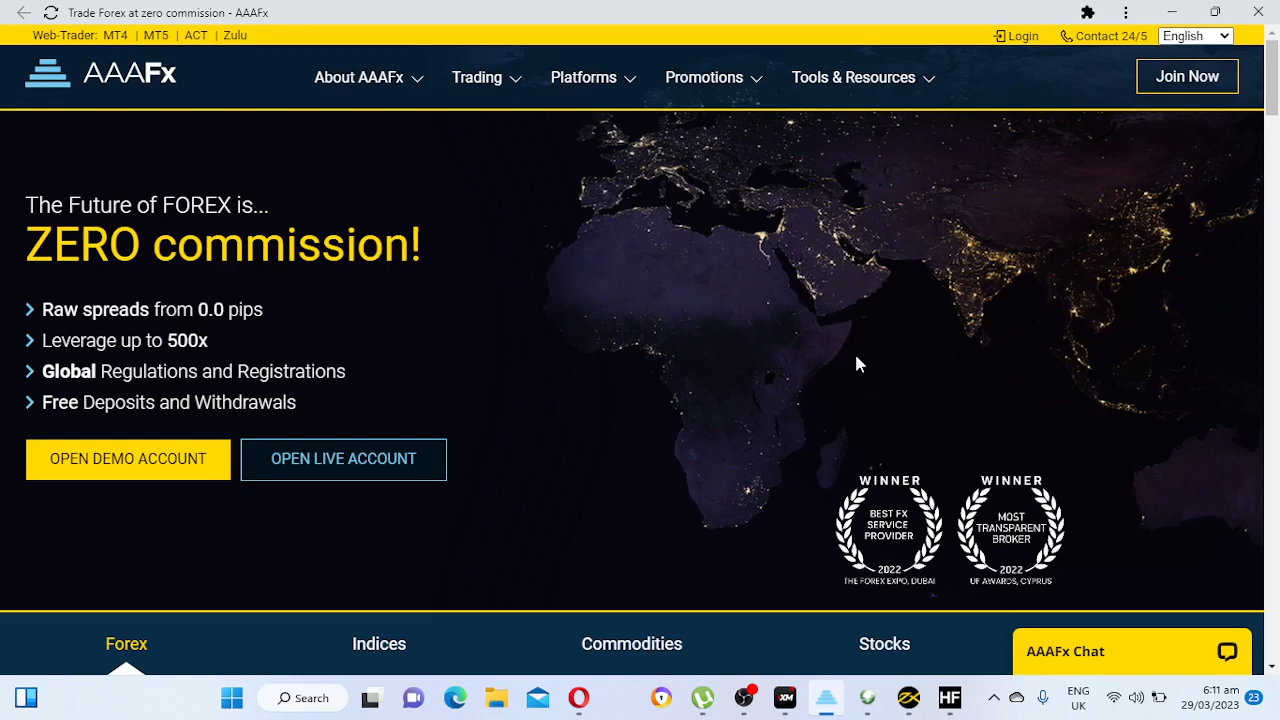 Trade Forex at zero commission - AAAFx
Web-Trader: MT4 | MT5 | ACT | Zulu
Login
Contact 24/5
English
AAAFx
About AAAFx
Trading
Platforms
Promotions
Tools & Resources
Join Now
The Future of FOREX is...
ZERO commission!
Raw spreads from 0.0 pips
Leverage up to 500x
Global Regulations and Registrations
Free Deposits and Withdrawals
OPEN DEMO ACCOUNT
OPEN LIVE ACCOUNT
WINNER
BEST FX
SERVICE
PROVIDER
2022
THE FOREX EXPO, DUBAI
WINNER
MOST
TRANSPARENT
BROKER
2022
UF AWARDS, CYPRUS
Forex
Indices
Commodities
Stocks
AAAFx Chat
Search
XM
HF
ENG
UK
6:11 am
29/03/2023
23